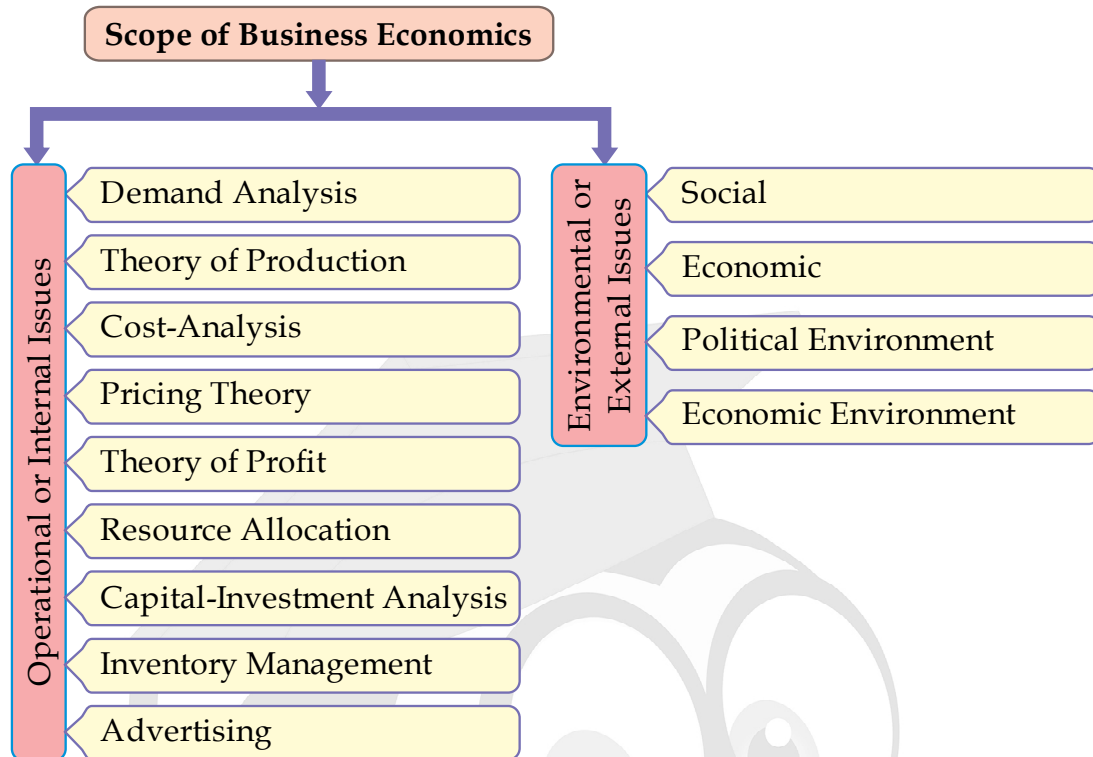 Scope of Business Economics
Operational or Internal Issues
Demand Analysis
Theory of Production
Cost-Analysis
Pricing Theory
Theory of Profit
Resource Allocation
Capital-Investment Analysis
Inventory Management
Advertising
Environmental or
External Issues
Social
Economic
Political Environment
Economic Environment